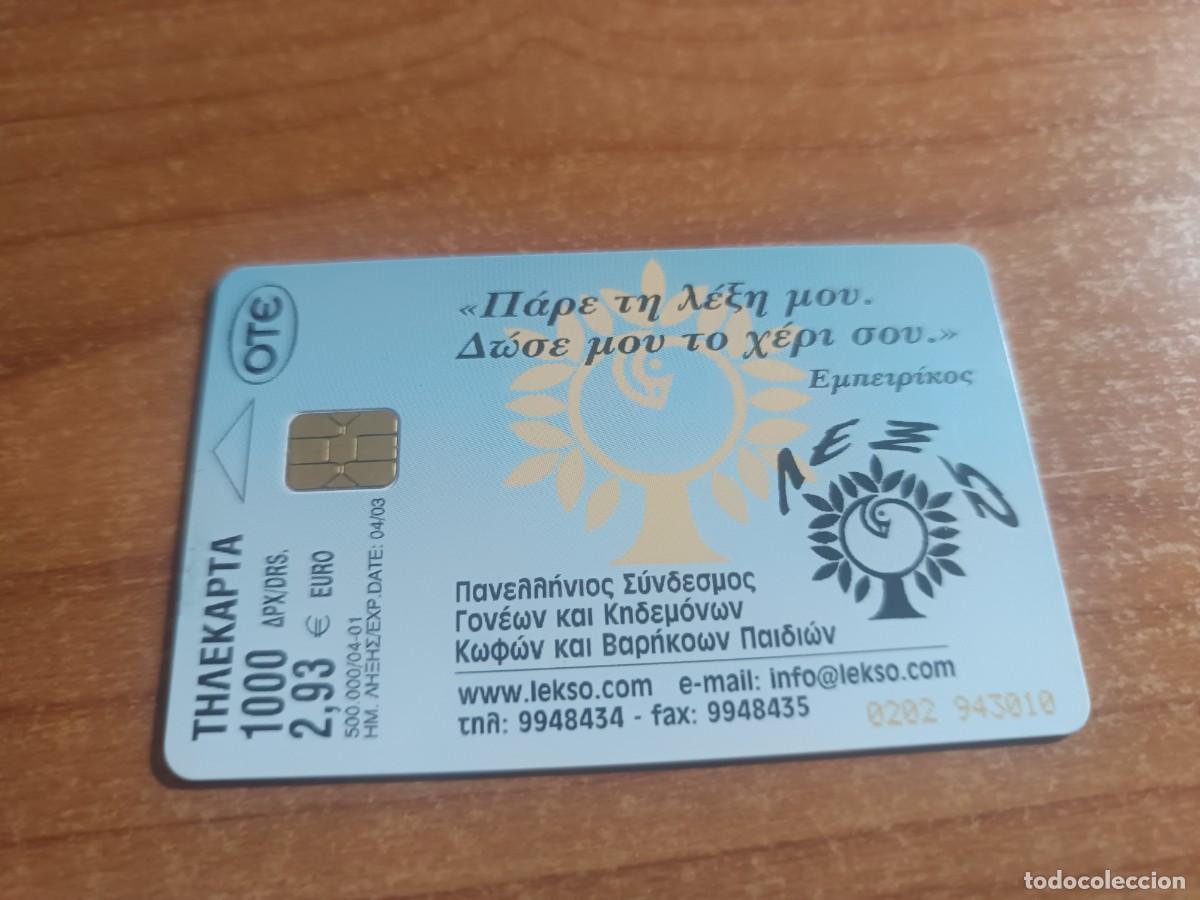 OTE
«Πάρε τη λέξη μου.
Δώσε μου το χέρι σου.»
Εμπειρίκος
ΛΕΞΩ
ΤΗΛΕΚΑΡΤΑ
1000 ΔΡΧ/DRS.
2,93 € EURO
500.000/04-01
ΗΜ. ΛΗΞΗΣ/EXP.DATE: 04/03
Πανελλήνιος Σύνδεσμος
Γονέων και Κηδεμόνων
Κωφών και Βαρήκοων Παιδιών
www.lekso.com e-mail: info@lekso.com
τηλ: 9948434 - fax: 9948435
0202 943010
todocoleccion